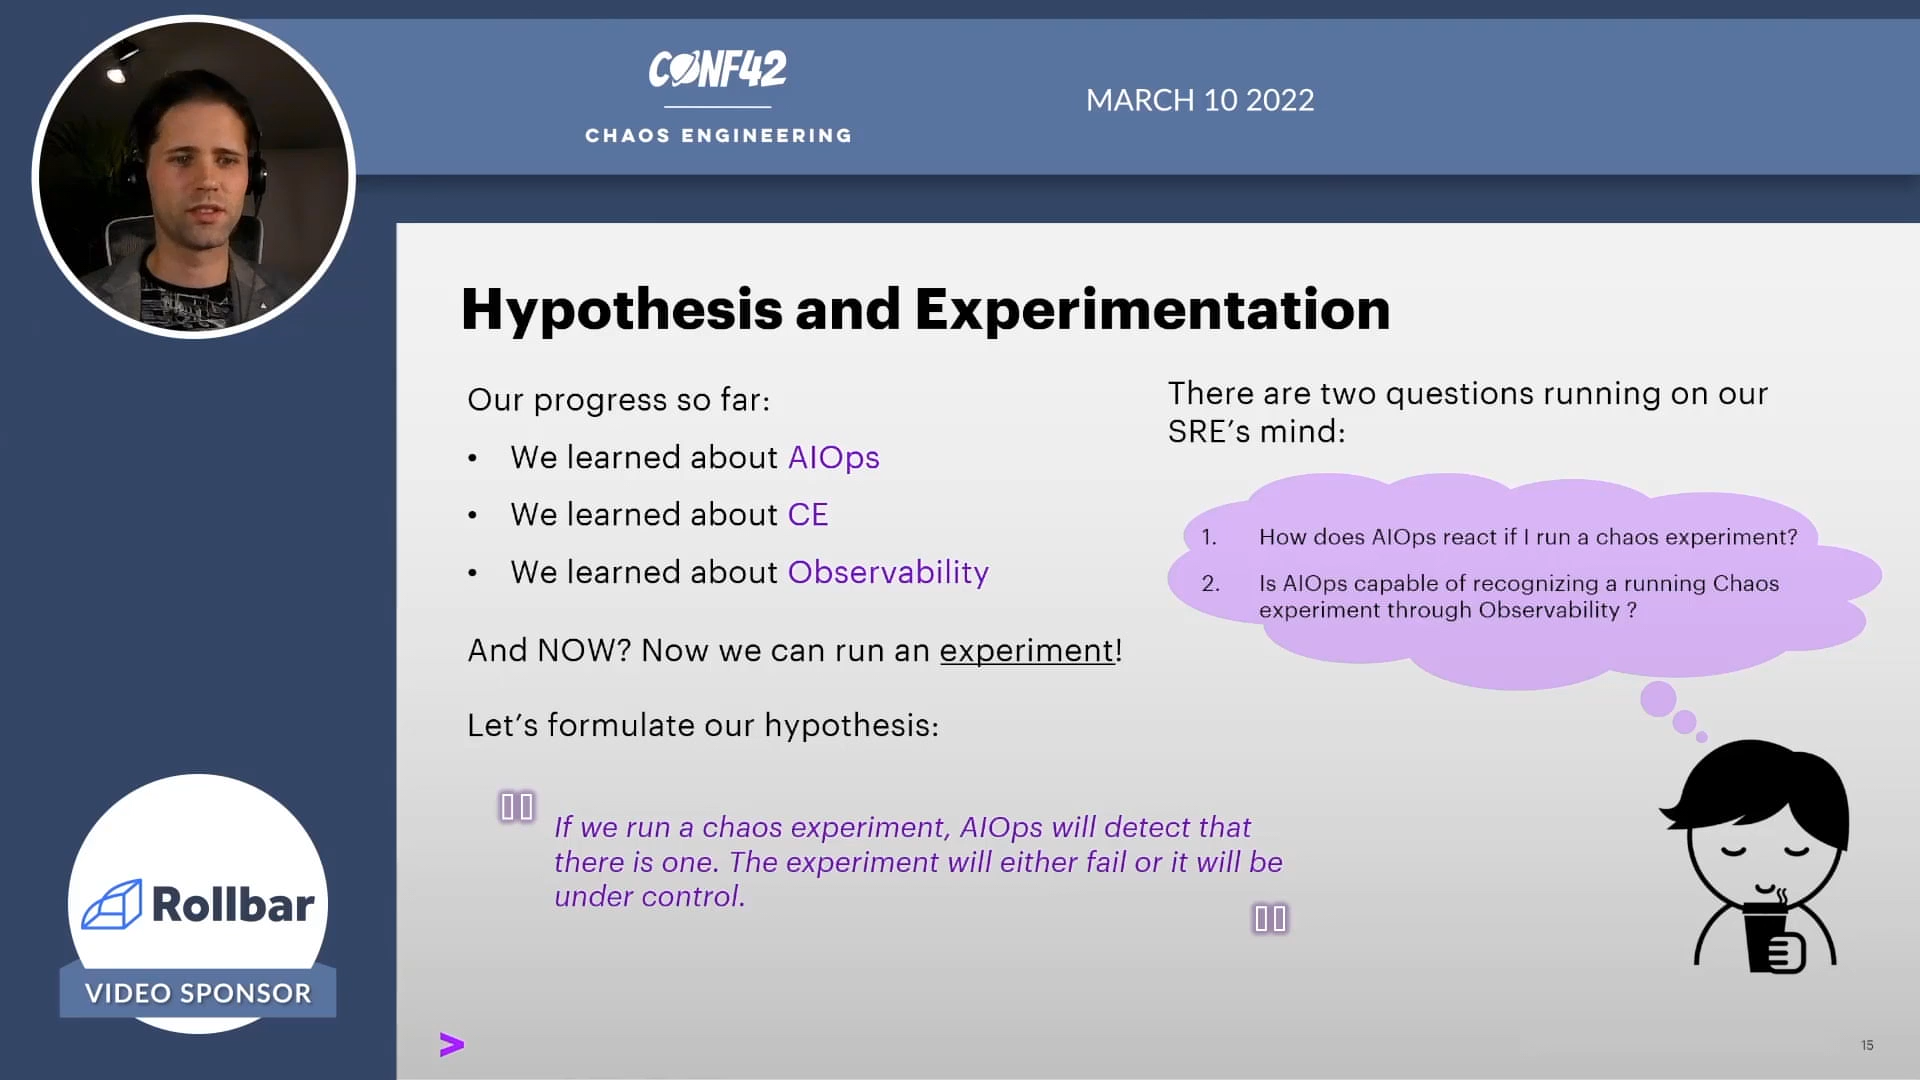 CONF42
CHAOS ENGINEERING
MARCH 10 2022
Hypothesis and Experimentation
Our progress so far:
• We learned about AIOps
• We learned about CE
• We learned about Observability
And NOW? Now we can run an experiment!
Let’s formulate our hypothesis:
If we run a chaos experiment, AIOps will detect that
there is one. The experiment will either fail or it will be
under control.
There are two questions running on our
SRE’s mind:
1. How does AIOps react if I run a chaos experiment?
2. Is AIOps capable of recognizing a running Chaos
experiment through Observability ?
Rollbar
VIDEO SPONSOR
>
15